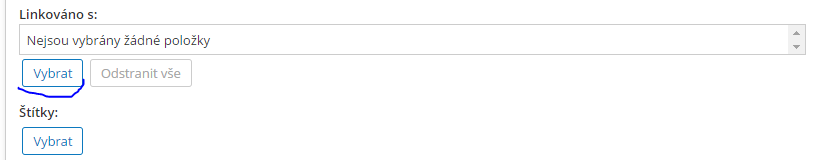 Linkováno s:
Nejsou vybrány žádné položky
Vybrat Odstranit vše
Štítky:
Vybrat